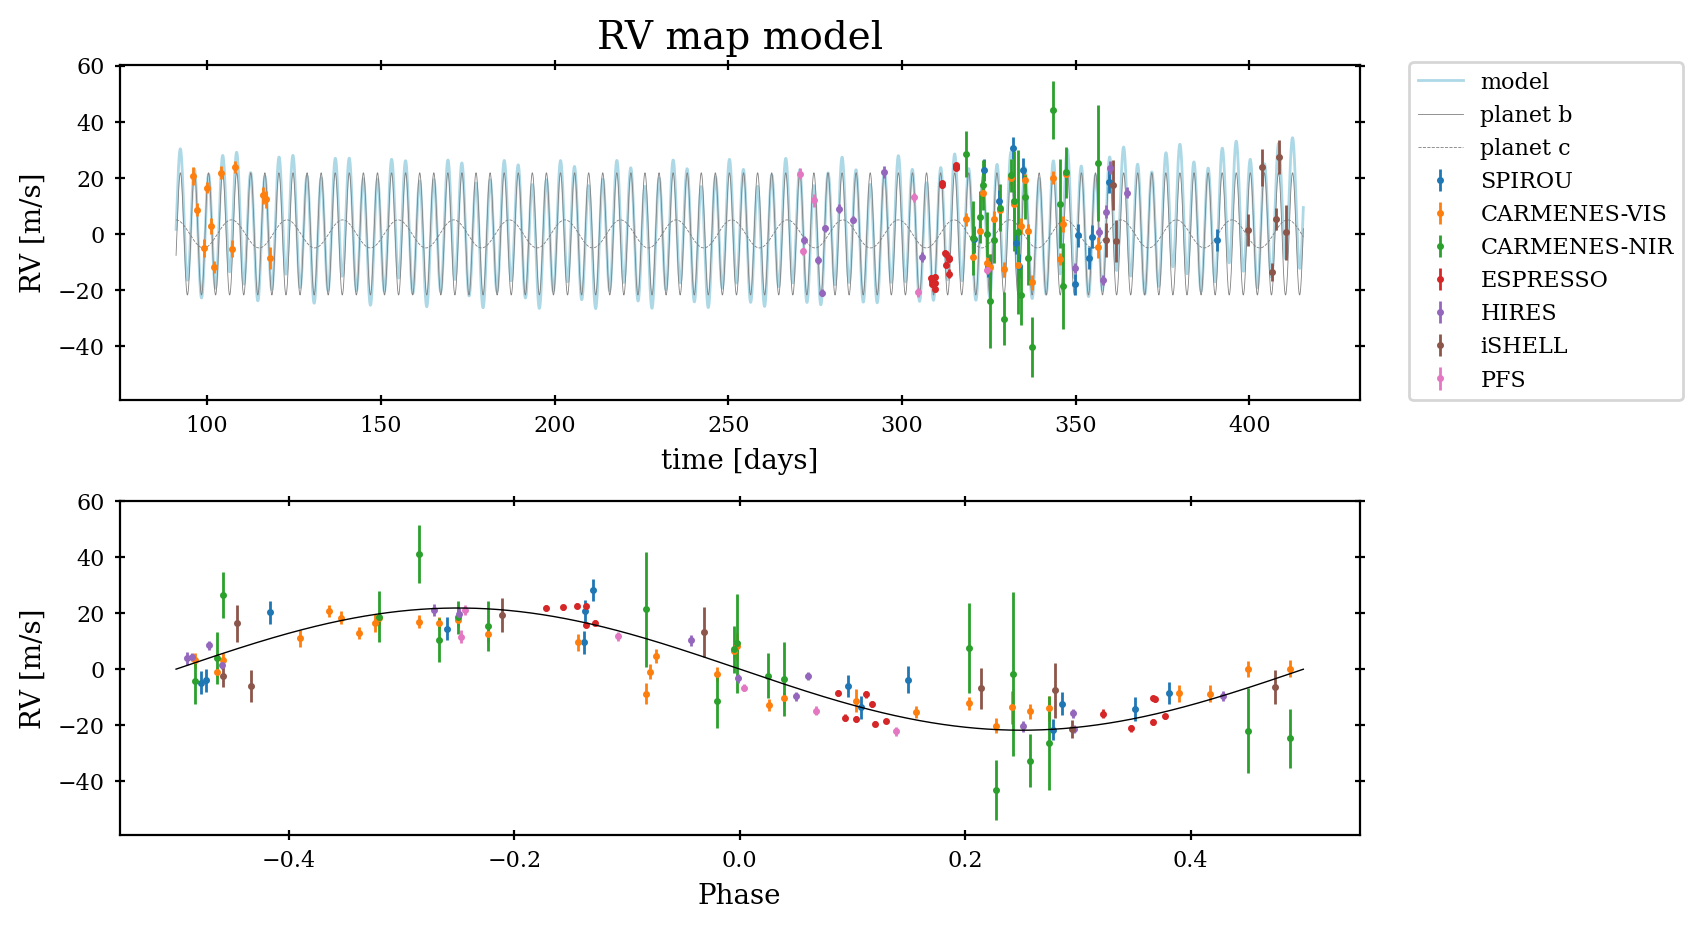 RV map model
RV [m/s]
60
40
20
0
−20
−40
100 150 200 250 300 350 400
time [days]
model
planet b
planet c
SPIROU
CARMENES-VIS
CARMENES-NIR
ESPRESSO
HIRES
iSHELL
PFS
RV [m/s]
60
40
20
0
−20
−40
−0.4 −0.2 0.0 0.2 0.4
Phase